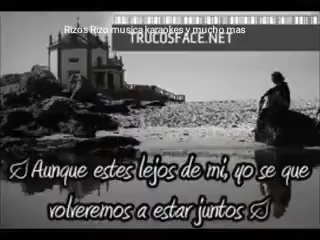 Rizos Rizo musica karaokes y mucho mas
TRUCOSFACE.NET
Aunque estes lejos de mi, yo se que
volveremos a estar juntos